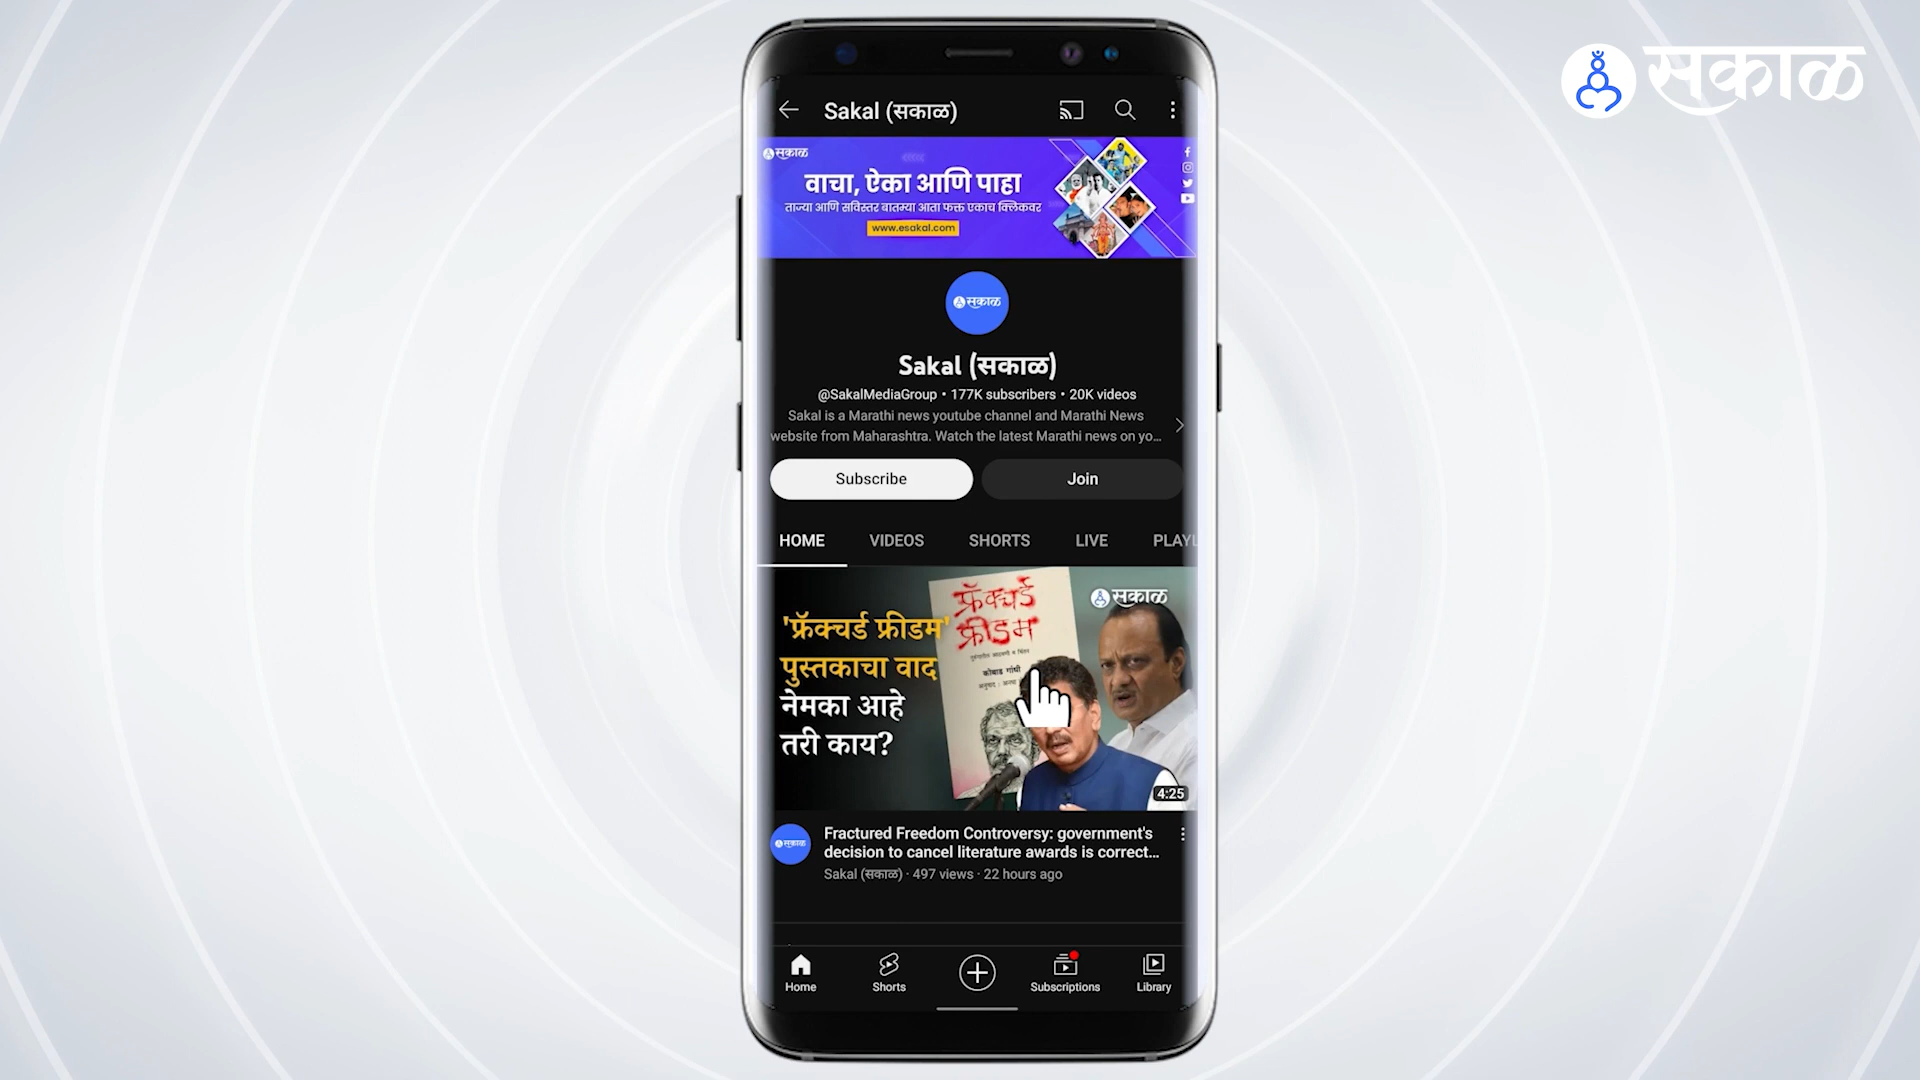 सकाळ
Sakal (सकाळ)
सकाळ
वाचा, ऐका आणि पाहा
ताज्या आणि सविस्तर बातम्या आता फक्त एकाच क्लिकवर
www.esakal.com
सकाळ
Sakal (सकाळ)
@SakalMediaGroup • 177K subscribers • 20K videos
Sakal is a Marathi news youtube channel and Marathi News
website from Maharashtra. Watch the latest Marathi news on yo...
Subscribe
Join
HOME
VIDEOS
SHORTS
LIVE
PLAYL
'फ्रॅक्चर्ड फ्रीडम'
पुस्तकाचा वाद
नेमका आहे
तरी काय?
फ्रॅक्चर्ड
फ्रीडम
कोबाड गांधी
सकाळ
4:25
सकाळ
Fractured Freedom Controversy: government's
decision to cancel literature awards is correct...
Sakal (सकाळ) · 497 views · 22 hours ago
Home
Shorts
Subscriptions
Library